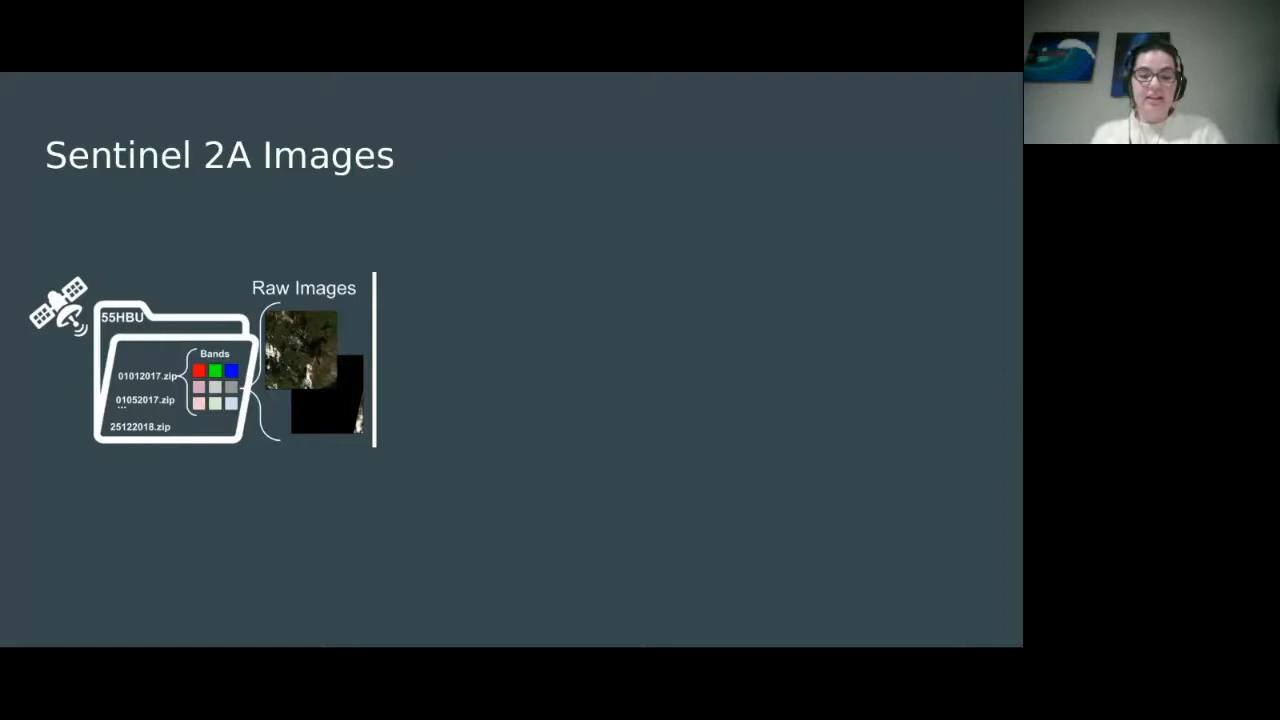 Sentinel 2A Images
Raw Images
55HBU
Bands
01012017.zip
01052017.zip
...
25122018.zip